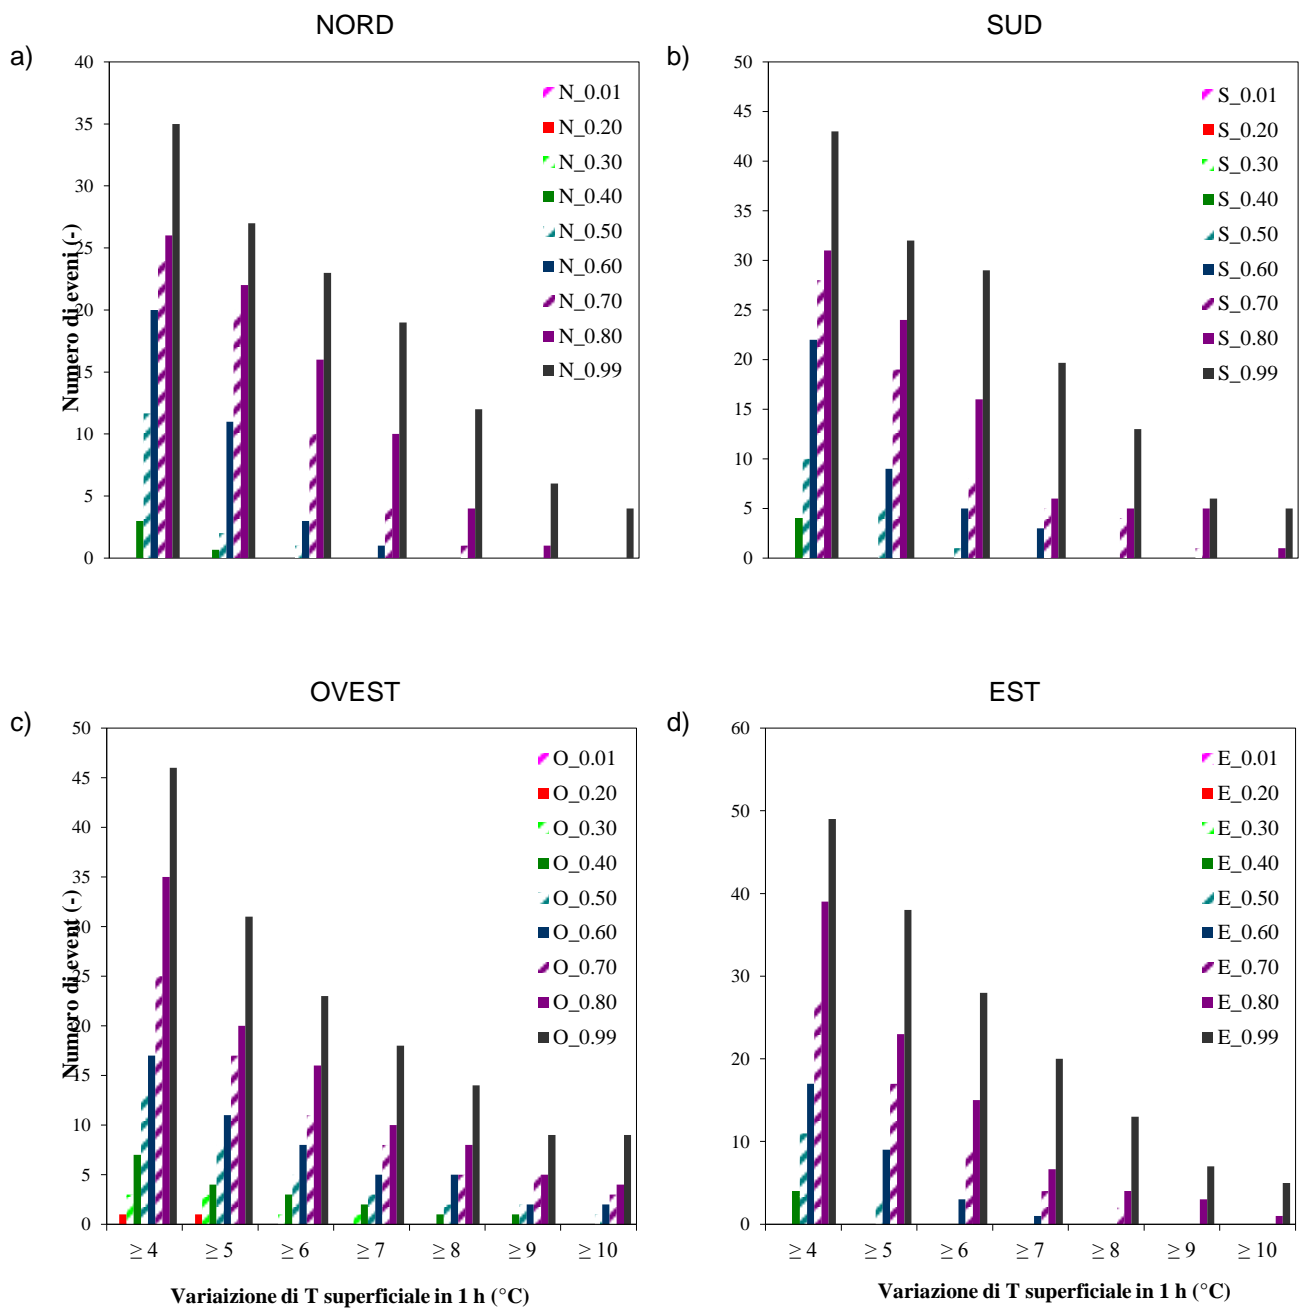 NORD
a)
40
35
30
25
20
15
10
5
0
Numero di eveni (-)
N_0.01
N_0.20
N_0.30
N_0.40
N_0.50
N_0.60
N_0.70
N_0.80
N_0.99
SUD
b)
50
45
40
35
30
25
20
15
10
5
0
S_0.01
S_0.20
S_0.30
S_0.40
S_0.50
S_0.60
S_0.70
S_0.80
S_0.99
OVEST
c)
50
45
40
35
30
25
20
15
10
5
0
Numero di event (-)
O_0.01
O_0.20
O_0.30
O_0.40
O_0.50
O_0.60
O_0.70
O_0.80
O_0.99
≥ 4 ≥ 5 ≥ 6 ≥ 7 ≥ 8 ≥ 9 ≥ 10
Variaizione di T superficiale in 1 h (°C)
EST
d)
60
50
40
30
20
10
0
E_0.01
E_0.20
E_0.30
E_0.40
E_0.50
E_0.60
E_0.70
E_0.80
E_0.99
≥ 4 ≥ 5 ≥ 6 ≥ 7 ≥ 8 ≥ 9 ≥ 10
Variazione di T superficiale in 1 h (°C)